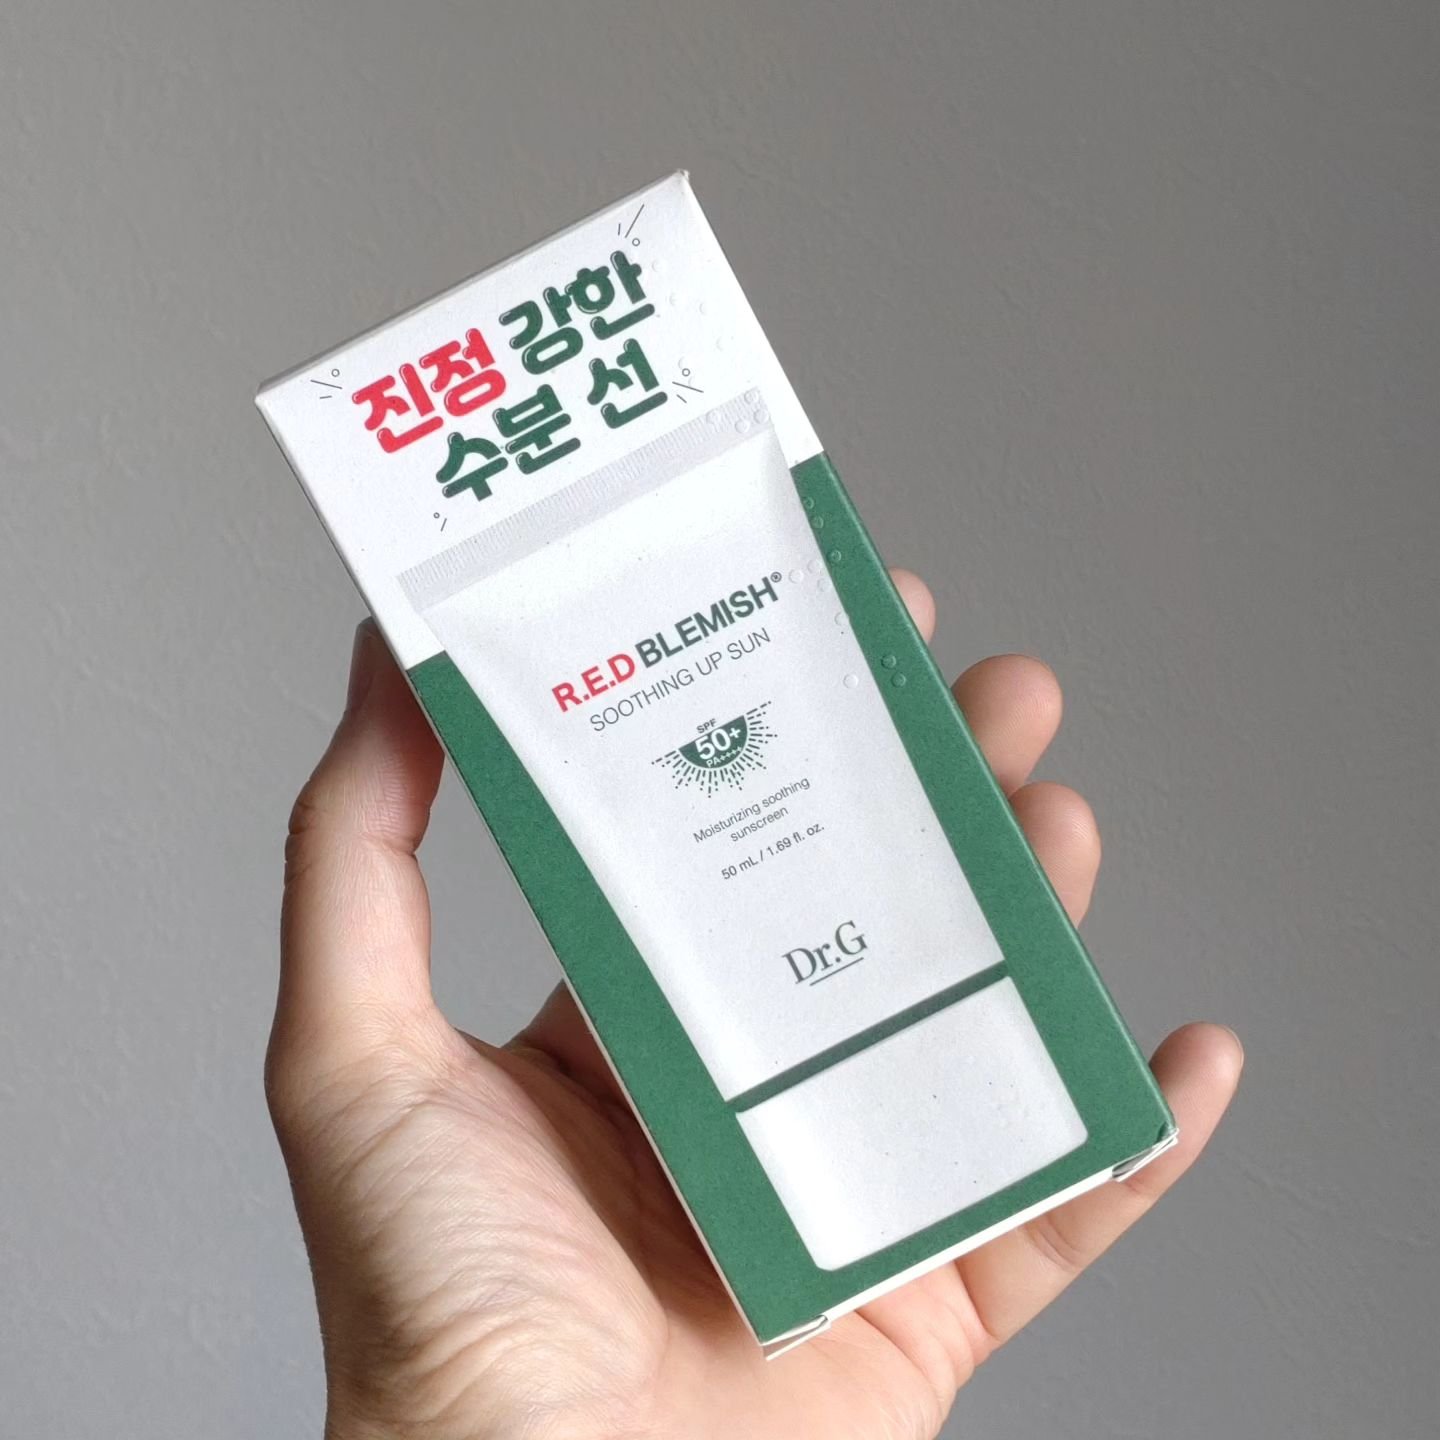 진정 강한
수분 선
R.E.D BLEMISH®
SOOTHING UP SUN
SPF
50+
PA++++
Moisturizing soothing
sunscreen
50 mL / 1.69 fl. oz.
Dr.G